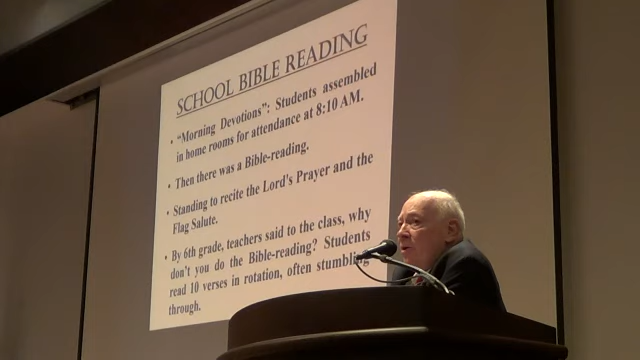 SCHOOL BIBLE READING
• "Morning Devotions": Students assembled
in home rooms for attendance at 8:10 AM.
• Then there was a Bible-reading.
• Standing to recite the Lord's Prayer and the
Flag Salute.
• By 6th grade, teachers said to the class, why
don't you do the Bible-reading? Students
read 10 verses in rotation, often stumbling
through.